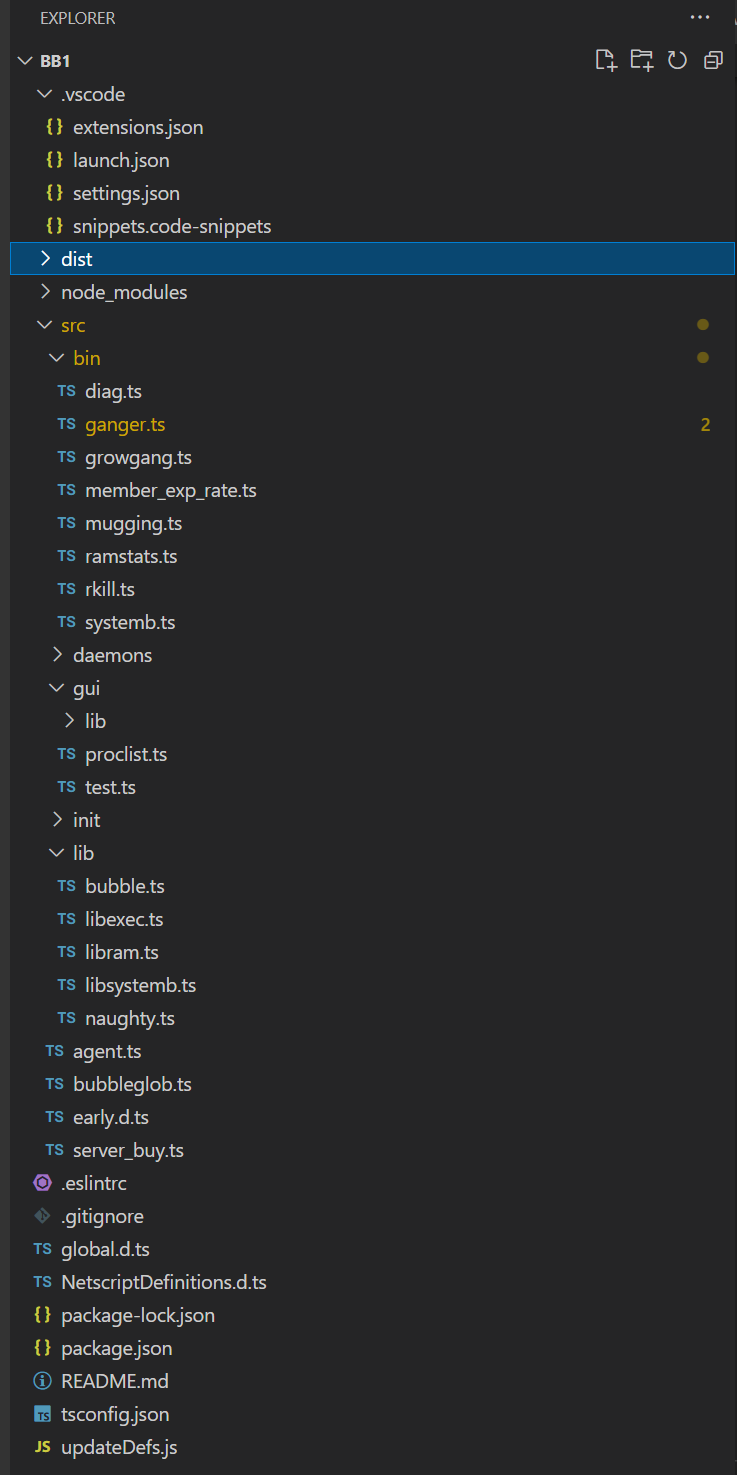 EXPLORER ...
BB1
.vscode
{} extensions.json
{} launch.json
{} settings.json
{} snippets.code-snippets
dist
node_modules
src
bin
TS diag.ts
TS ganger.ts 2
TS growgang.ts
TS member_exp_rate.ts
TS mugging.ts
TS ramstats.ts
TS rkill.ts
TS systemb.ts
daemons
gui
lib
TS proclist.ts
TS test.ts
init
lib
TS bubble.ts
TS libexec.ts
TS libram.ts
TS libsystemb.ts
TS naughty.ts
TS agent.ts
TS bubbleglob.ts
TS early.d.ts
TS server_buy.ts
.eslintrc
.gitignore
TS global.d.ts
TS NetscriptDefinitions.d.ts
{} package-lock.json
{} package.json
README.md
TS tsconfig.json
JS updateDefs.js